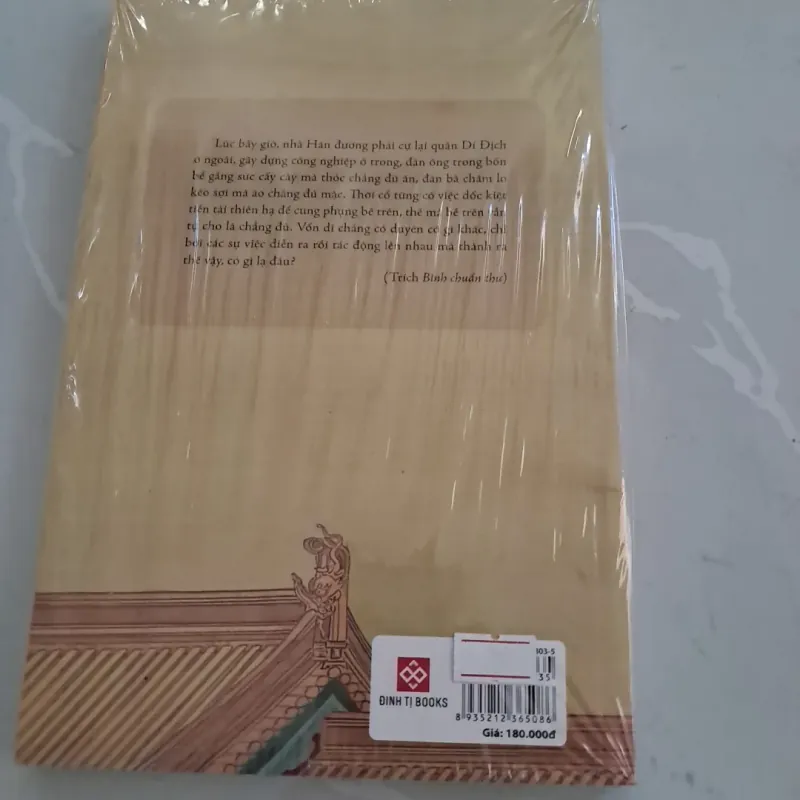 Lúc bấy giờ, nhà Hán đương phải cự lại quân Di Địch
ở ngoài, gây dựng công nghiệp ở trong, đàn ông trong bốn
bể gắng sức cấy cày mà thóc chẳng đủ ăn, đàn bà chăm lo
kéo sợi mà áo chẳng đủ mặc. Thời cổ từng có việc dốc kiệt
tiền tài thiên hạ để cung phụng bề trên, thế mà bề trên vẫn
tự cho là chẳng đủ. Vốn dĩ chẳng có duyên cớ gì khác, chỉ
bởi các sự việc diễn ra rồi tác động lên nhau mà thành ra
thế vậy, có gì lạ đâu?
(Trích Bình chuẩn thư)
303-5
35
ĐINH TỊ BOOKS
8 935212 365086
Giá: 180.000đ